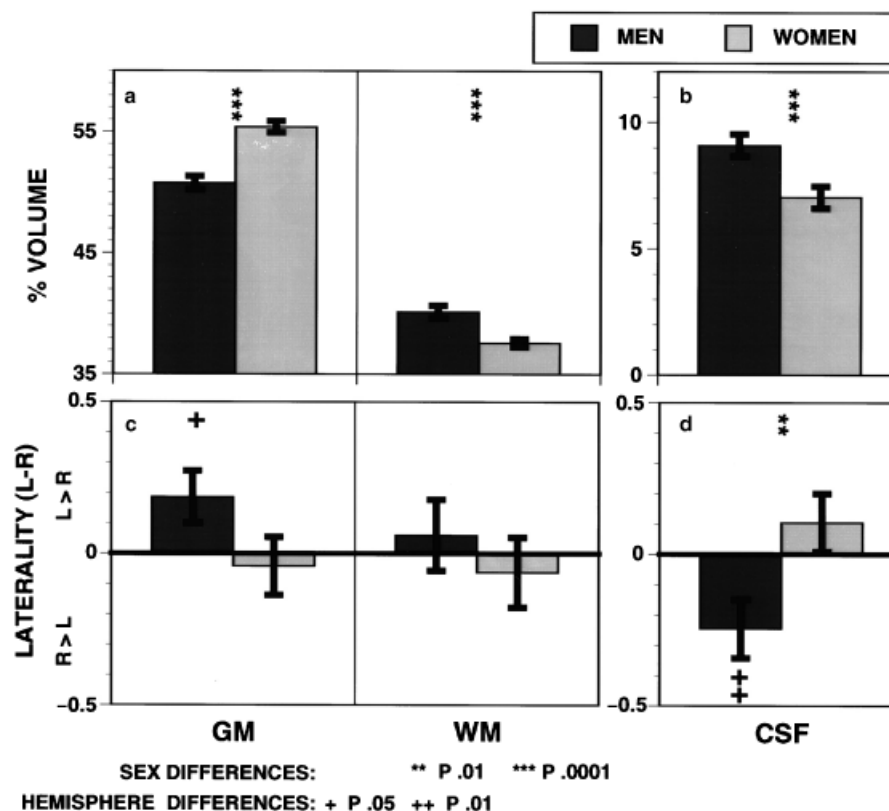 MEN WOMEN
a *** *** b ***
55
45
35
% VOLUME
10
5
0
0.5
0
-0.5
LATERALITY (L-R)
L > R
R > L
c + d **
0.5
0
-0.5
++
GM WM CSF
SEX DIFFERENCES: ** P .01 *** P .0001
HEMISPHERE DIFFERENCES: + P .05 ++ P .01